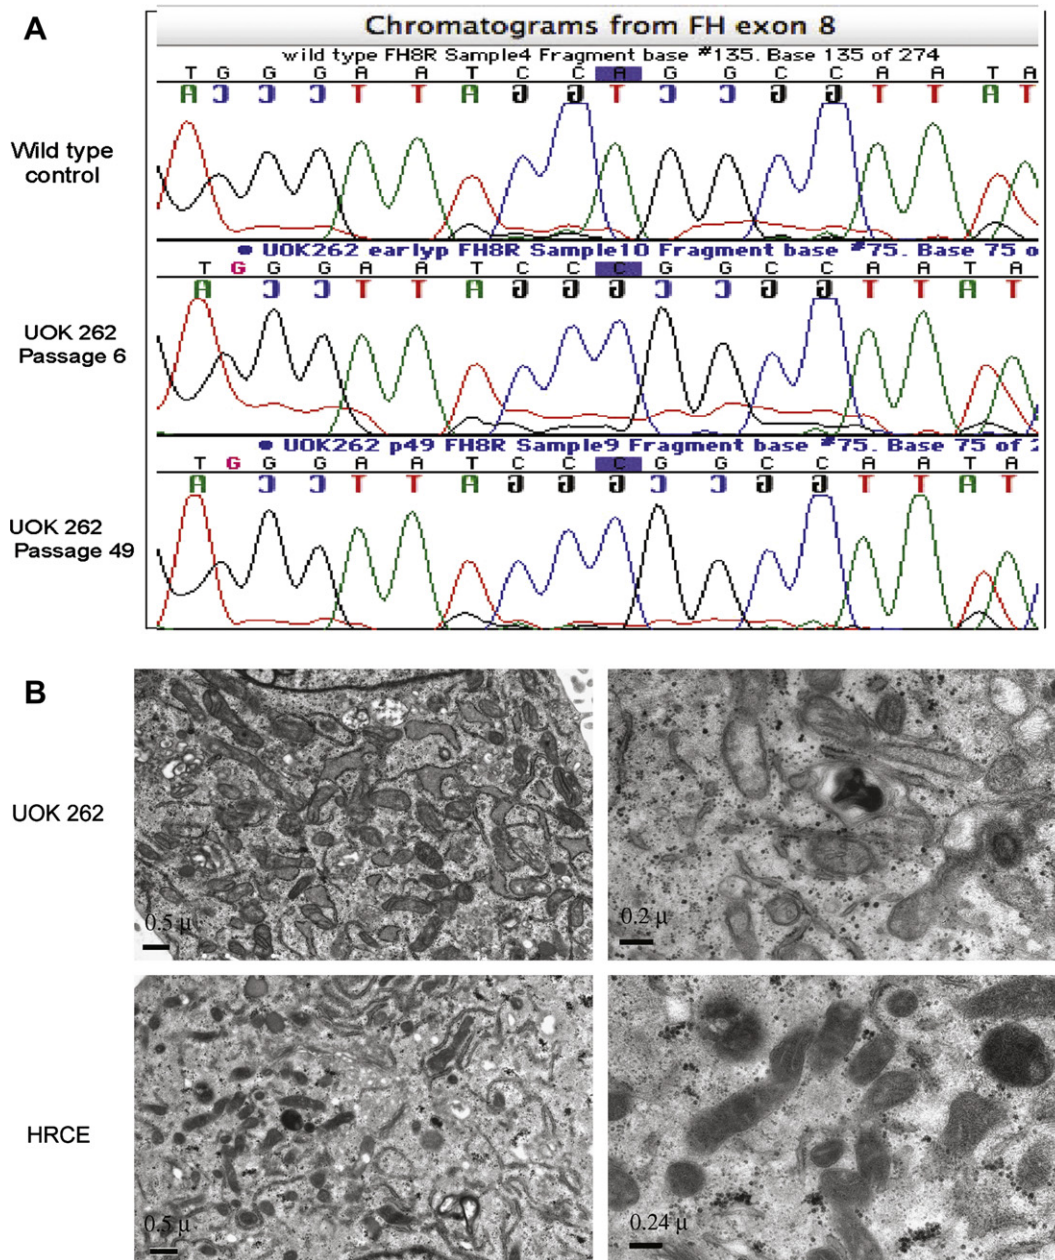 A
Chromatograms from FH exon 8
wild type FH8R Sample4 Fragment base #135. Base 135 of 274
T G G G A A T C C A G G C C A A T A
A C C C T T A G G T C C G G T T A T
Wild type
control
UOK262 earlyp FH8R Sample10 Fragment base #75. Base 75 o
T G G G A A T C C C G G C C A A T A
A C C T T A G G G C C G G T T A T
UOK 262
Passage 6
UOK262 p49 FH8R Sample9 Fragment base #75. Base 75 of
T G G G A A T C C C G G C C A A T A
A C C T T A G G G C C G G T T A T
UOK 262
Passage 49
B
UOK 262
0.5 µ
0.2 µ
HRCE
0.5 µ
0.24 µ